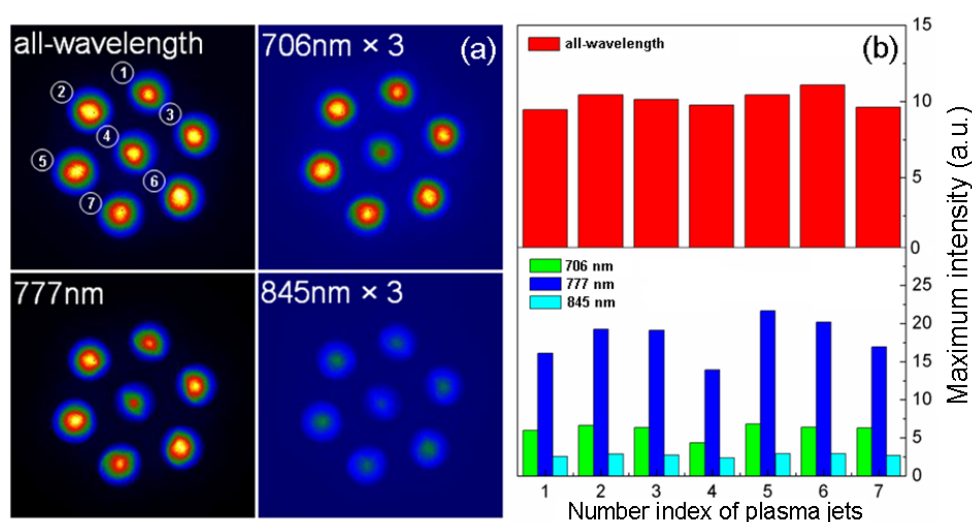 all-wavelength
706nm × 3
(a)
1
2
3
4
5
6
7
777nm
845nm × 3
(b)
all-wavelength
15
10
5
0
706 nm
777 nm
845 nm
25
20
15
10
5
0
1 2 3 4 5 6 7
Number index of plasma jets
Maximum intensity (a.u.)